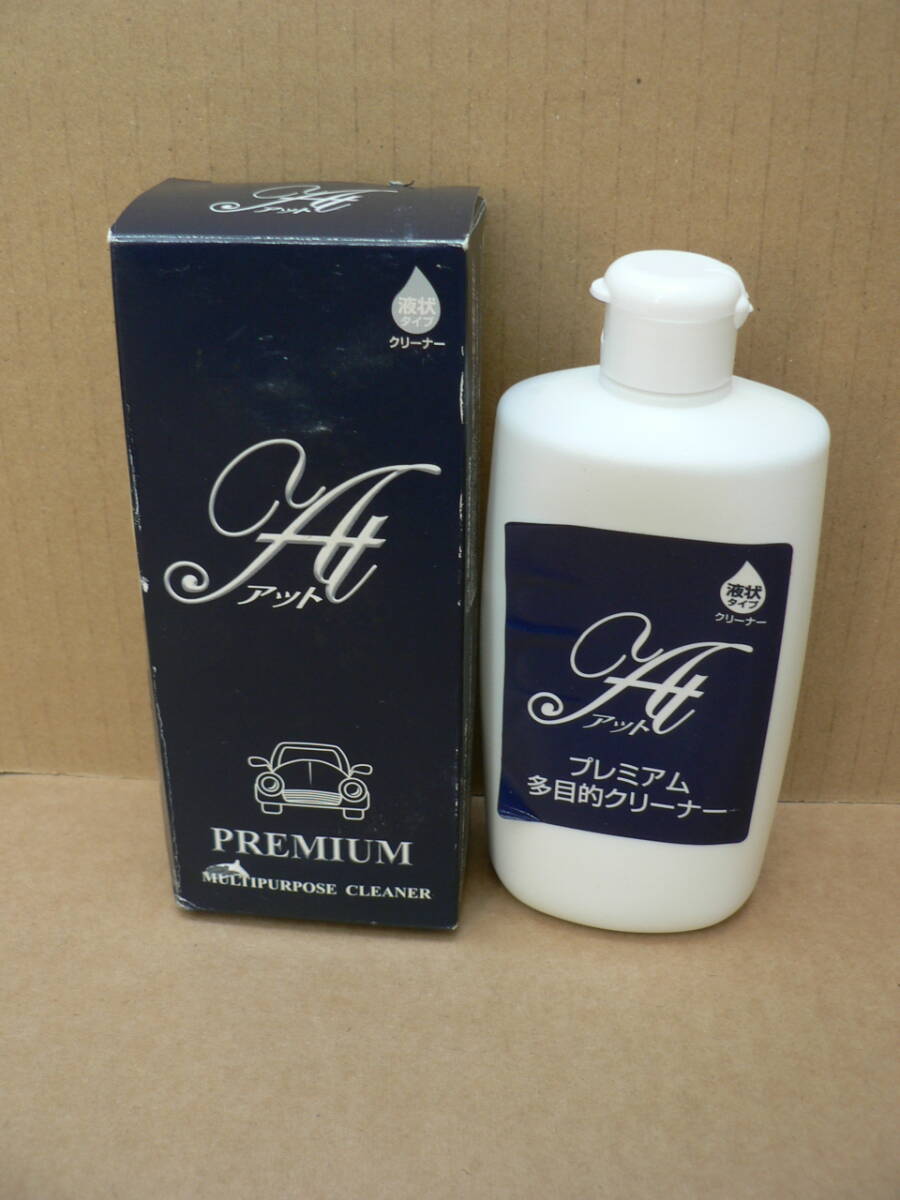 At
アット
液状
タイプ
クリーナー
At
アット
PREMIUM
MULTIPURPOSE CLEANER
液状
タイプ
クリーナー
At
アット
プレミアム
多目的クリーナー